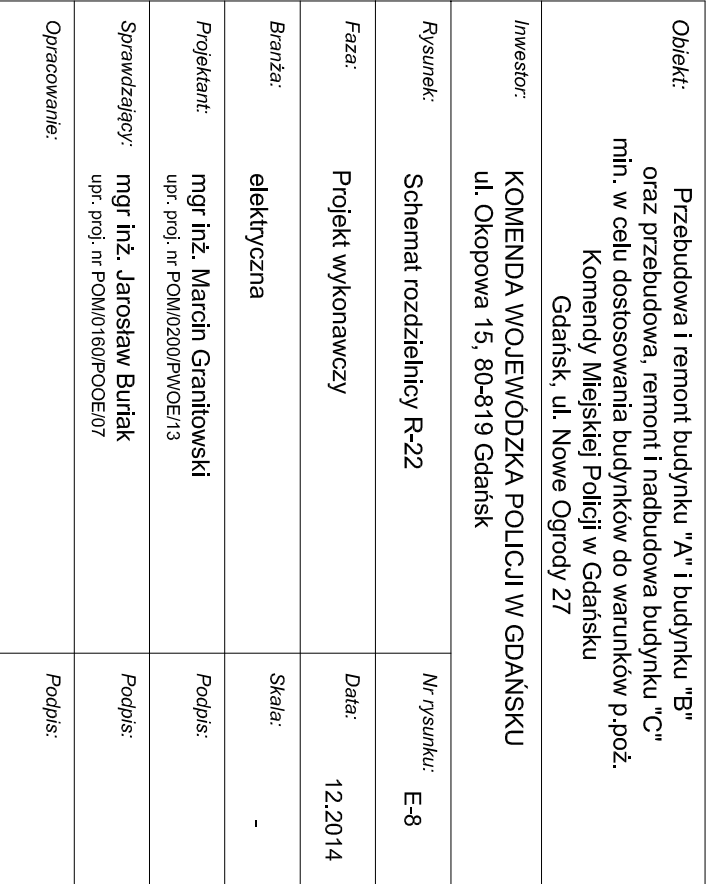 Obiekt: Przebudowa i remont budynku "A" i budynku "B"
oraz przebudowa, remont i nadbudowa budynku "C"
min. w celu dostosowania budynków do warunków p.poż.
Komendy Miejskiej Policji w Gdańsku
Gdańsk, ul. Nowe Ogrody 27
Inwestor: KOMENDA WOJEWÓDZKA POLICJI W GDAŃSKU
ul. Okopowa 15, 80-819 Gdańsk
Rysunek: Schemat rozdzielnicy R-22 Nr rysunku: E-8
Faza: Projekt wykonawczy Data: 12.2014
Branża: elektryczna Skala: -
Projektant: mgr inż. Marcin Granitowski Podpis:
upr. proj. nr POM/0200/PWOE/13
Sprawdzający: mgr inż. Jarosław Buriak Podpis:
upr. proj. nr POM/0160/POOE/07
Opracowanie: Podpis: